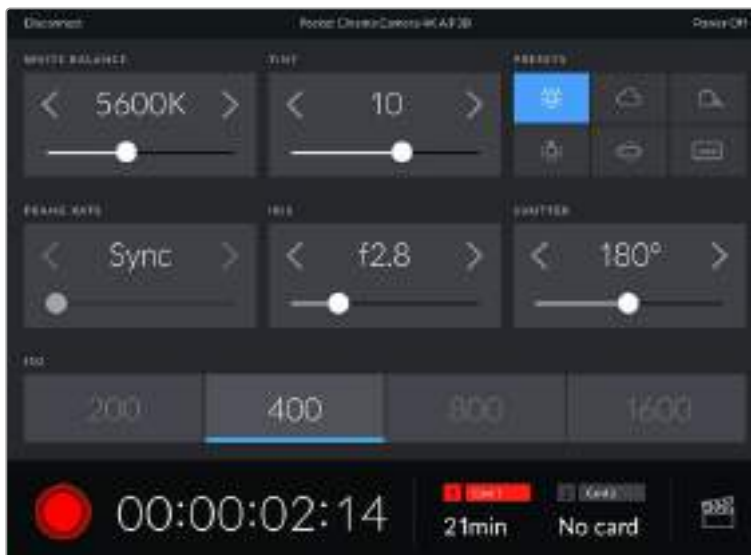 Disconnect Pocket Cinema Camera 4K A:F3B Power Off
WHITE BALANCE TINT PRESETS
5600K 10
FRAME RATE IRIS SHUTTER
Sync f2.8 180°
ISO
200 400 800 1600
00:00:02:14
21min No card